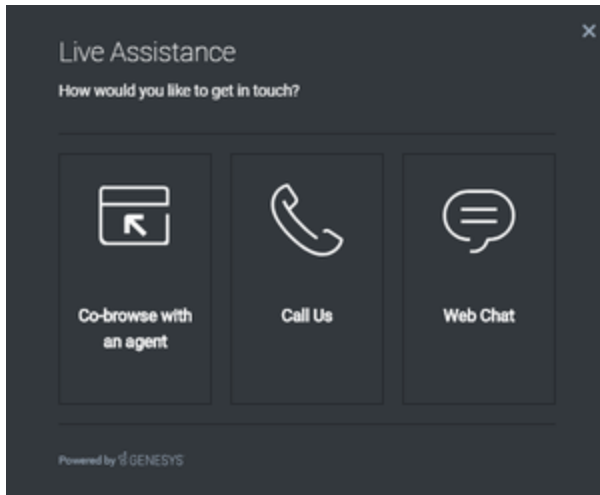 Live Assistance
How would you like to get in touch?
Co-browse with
an agent
Call Us
Web Chat
Powered by GENESYS